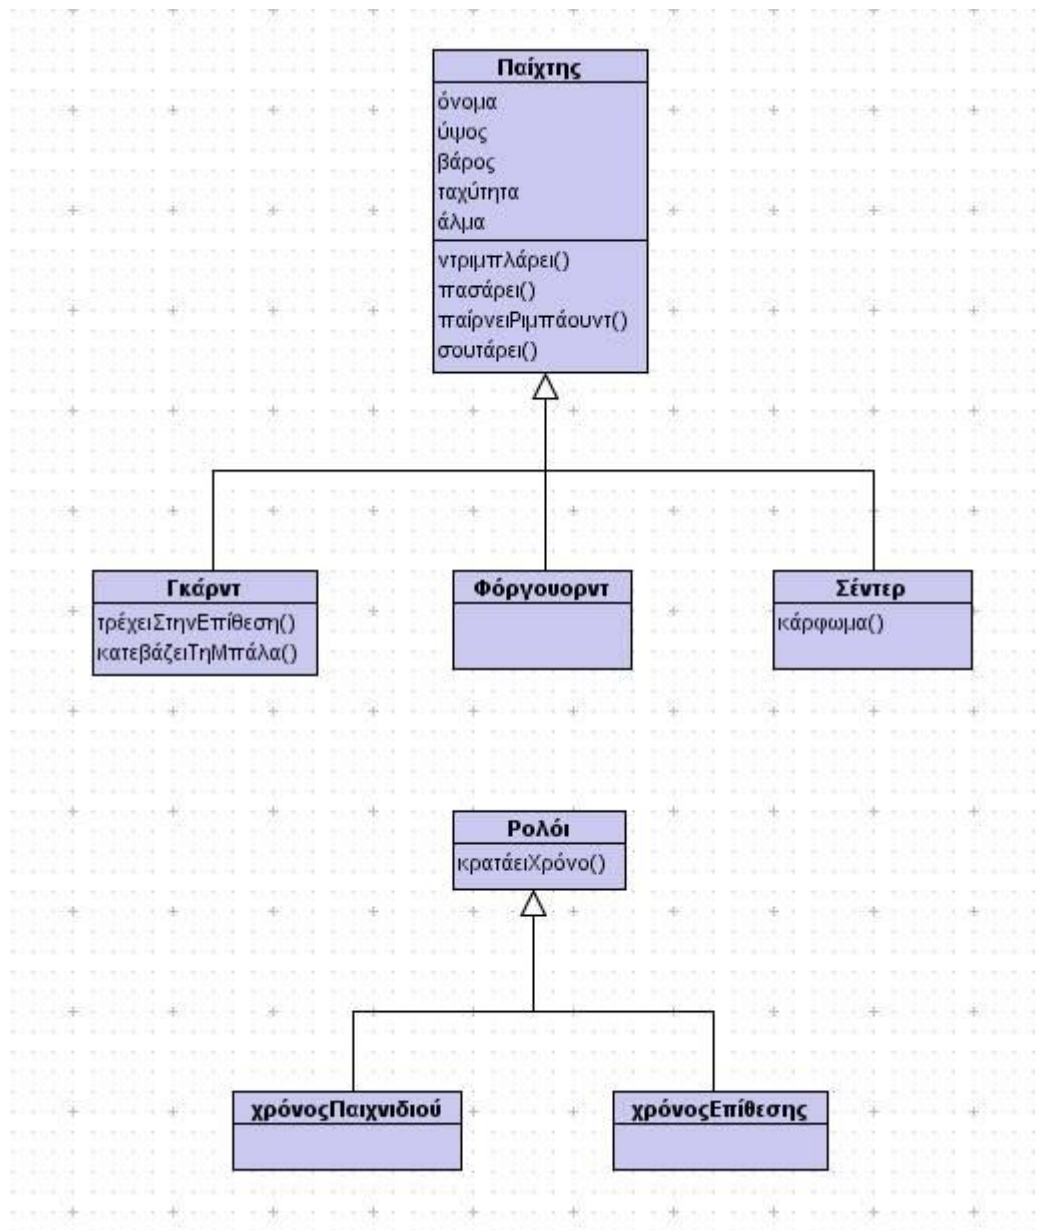 Παίχτης
όνομα
ύψος
βάρος
ταχύτητα
άλμα
ντριμπλάρει()
πασάρει()
παίρνειΡιμπάουντ()
σουτάρει()
Γκάρντ
τρέχειΣτηνΕπίθεση()
κατεβάζειΤηΜπάλα()
Φόργουορντ
Σέντερ
κάρφωμα()
Ρολόι
κρατάειΧρόνο()
χρόνοςΠαιχνιδιού
χρόνοςΕπίθεσης